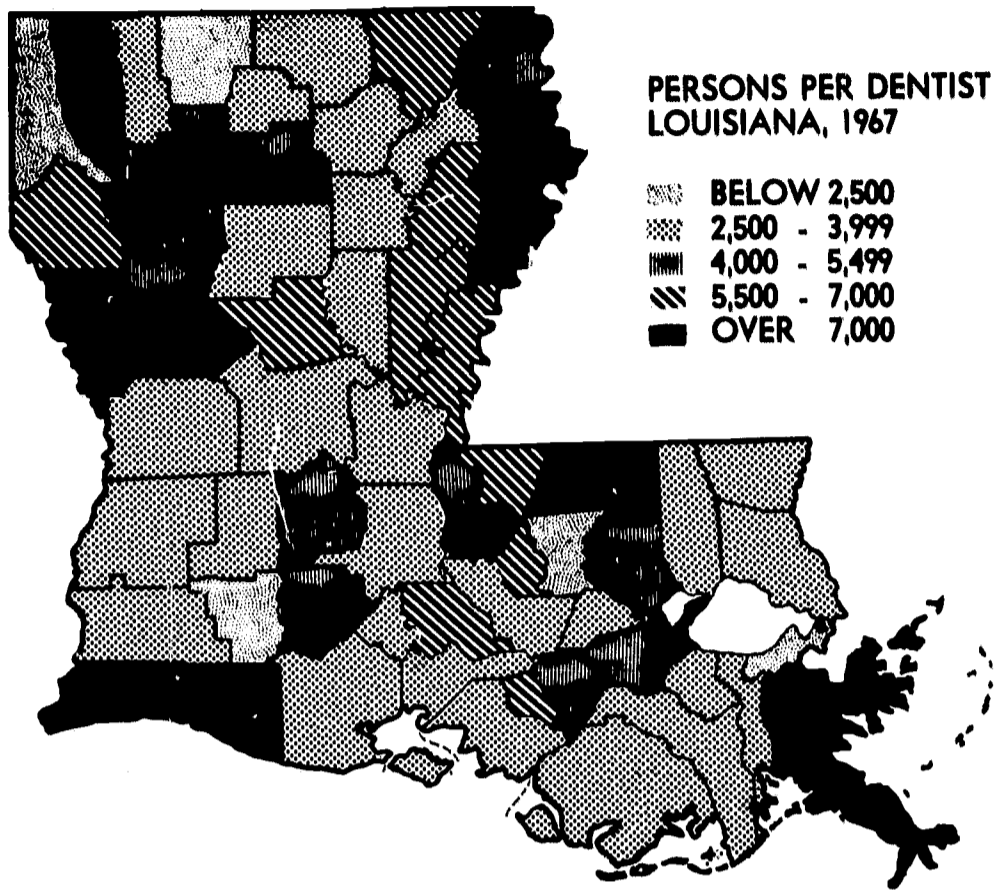 PERSONS PER DENTIST
LOUISIANA, 1967
BELOW 2,500
2,500 - 3,999
4,000 - 5,499
5,500 - 7,000
OVER 7,000